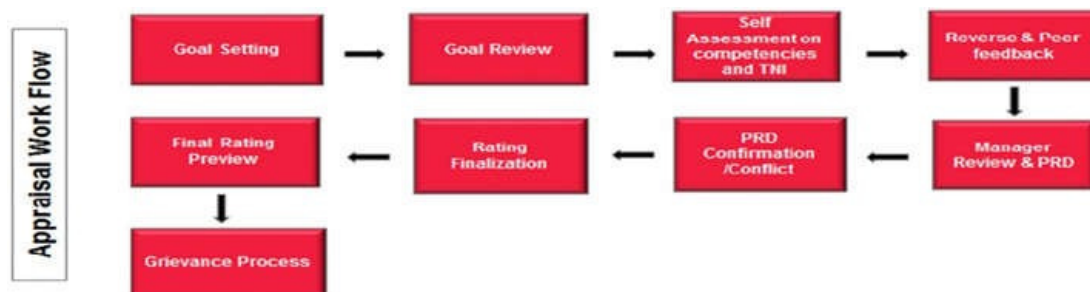 Appraisal Work Flow
Goal Setting
Goal Review
Self
Assessment on
competencies
and TNI
Reverse & Peer
feedback
Manager
Review & PRD
PRD
Confirmation
/Conflict
Rating
Finalization
Final Rating
Preview
Grievance Process